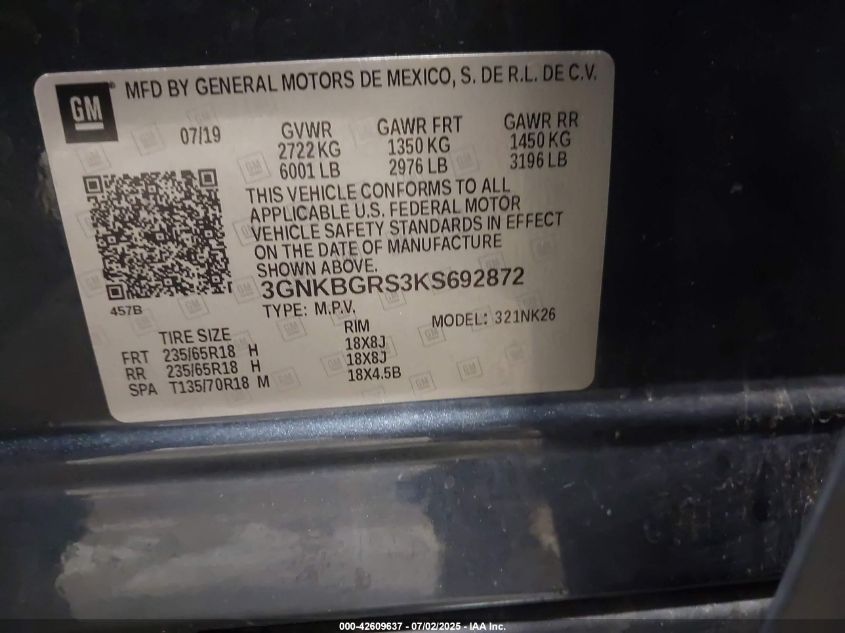 GM
MFD BY GENERAL MOTORS DE MEXICO, S. DE R.L. DE C.V.
07/19 GVWR GAWR FRT GAWR RR
2722 KG 1350 KG 1450 KG
6001 LB 2976 LB 3196 LB
THIS VEHICLE CONFORMS TO ALL
APPLICABLE U.S. FEDERAL MOTOR
VEHICLE SAFETY STANDARDS IN EFFECT
ON THE DATE OF MANUFACTURE
SHOWN ABOVE.
457B
3GNKBGRS3KS692872
TYPE: M.P.V. MODEL: 321NK26
TIRE SIZE RIM
FRT 235/65R18 H 18X8J
RR 235/65R18 H 18X8J
SPA T135/70R18 M 18X4.5B
000-42609637 - 07/02/2025 - IAA Inc.